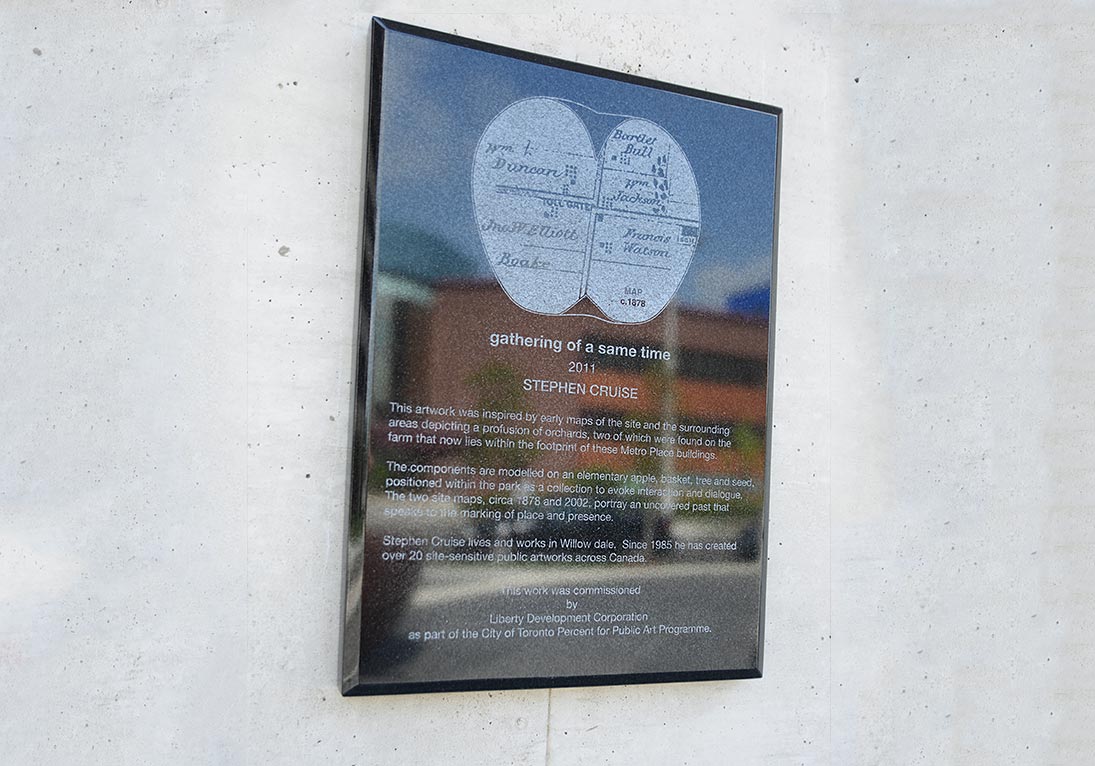 Wm
Duncan
Bartlet
Bull
Wm
Jackson
TOLL GATE
Jno W. Elliott
Boake
Francis
Watson
MAP
c.1878
gathering of a same time
2011
STEPHEN CRUiSE
This artwork was inspired by early maps of the site and the surrounding
areas depicting a profusion of orchards, two of which were found on the
farm that now lies within the footprint of these Metro Place buildings.
The components are modelled on an elementary apple, basket, tree and seed,
positioned within the park as a collection to evoke interaction and dialogue.
The two site maps, circa 1878 and 2002, portray an uncovered past that
speaks to the marking of place and presence.
Stephen Cruise lives and works in Willow dale. Since 1985 he has created
over 20 site-sensitive public artworks across Canada.
This work was commissioned
by
Liberty Development Corporation
as part of the City of Toronto Percent for Public Art Programme.